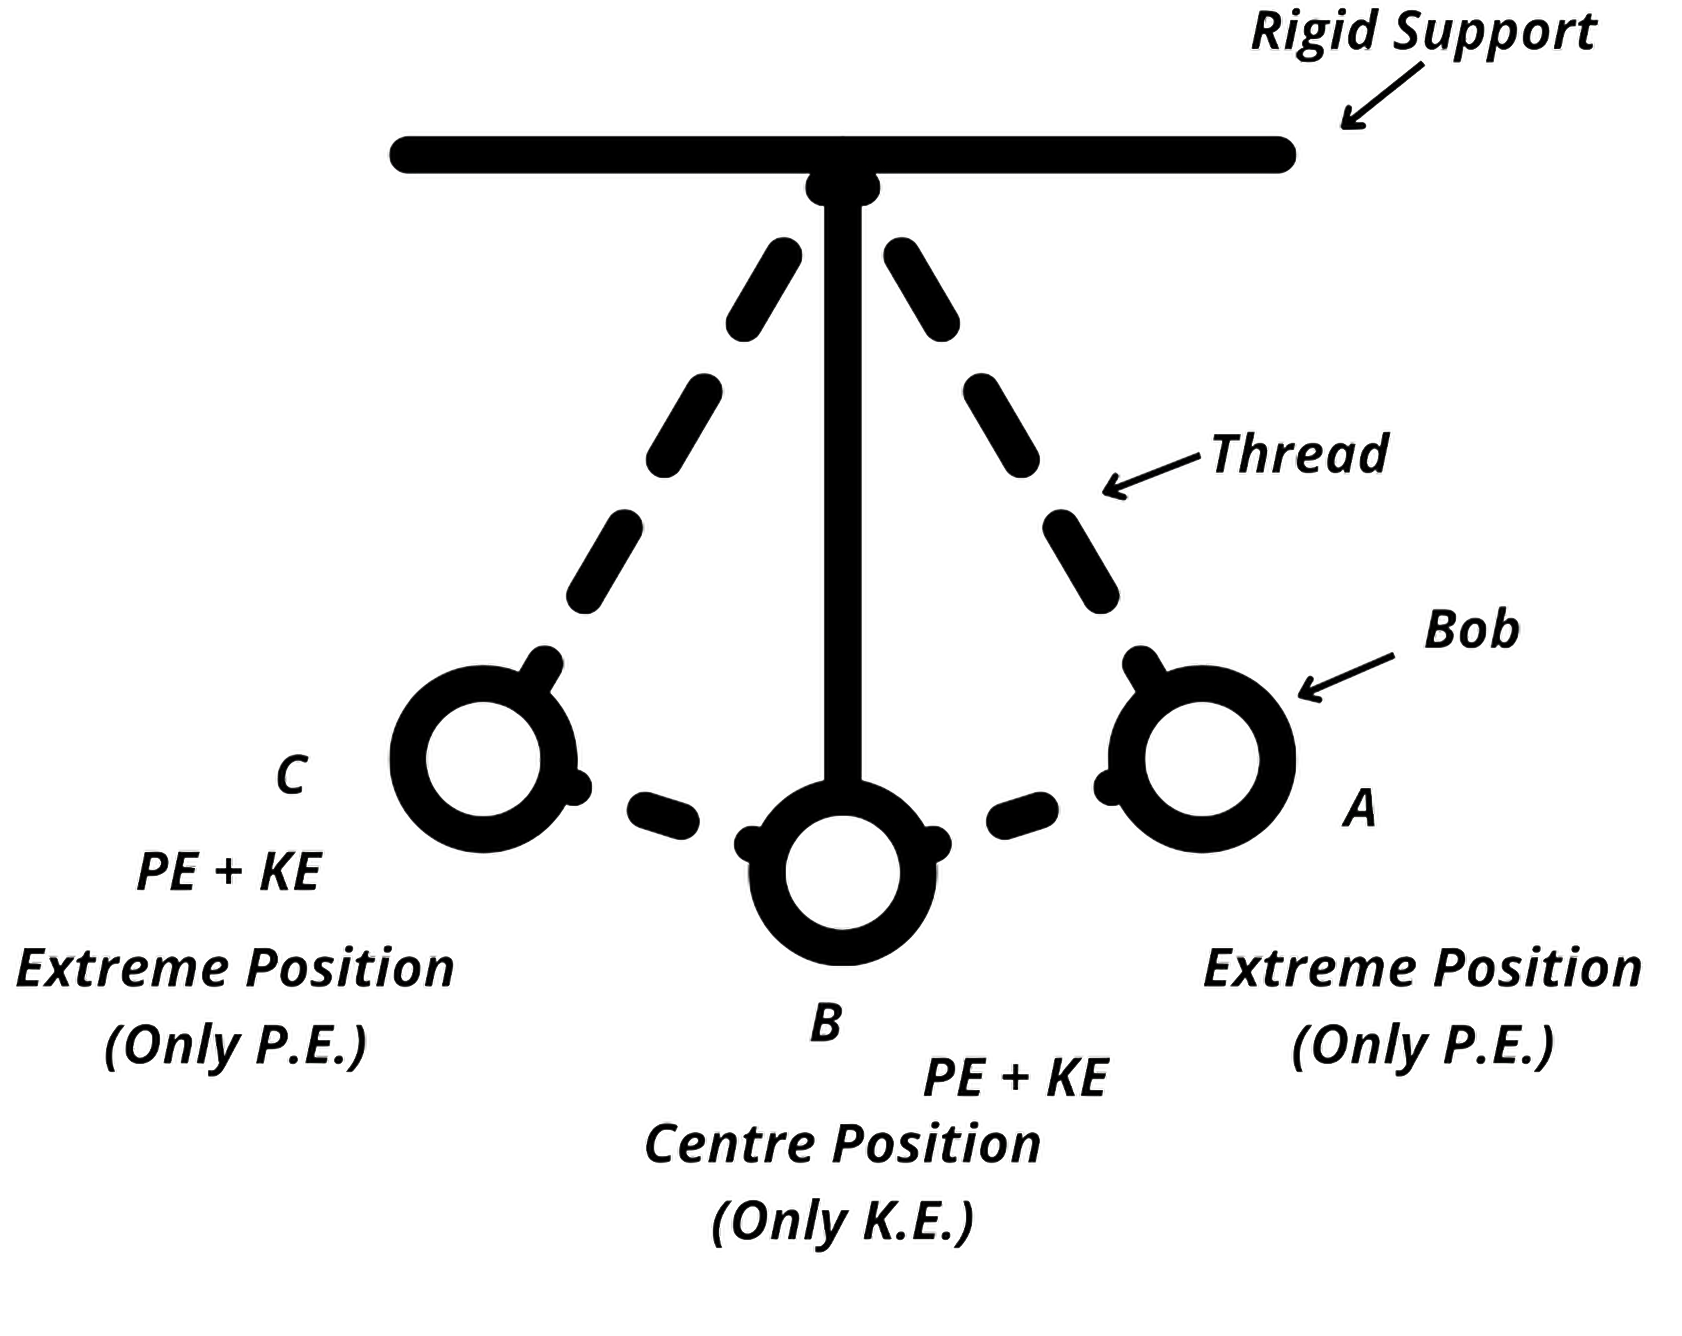 Rigid Support
Thread
Bob
C
A
PE + KE
Extreme Position
(Only P.E.)
Extreme Position
(Only P.E.)
B
PE + KE
Centre Position
(Only K.E.)